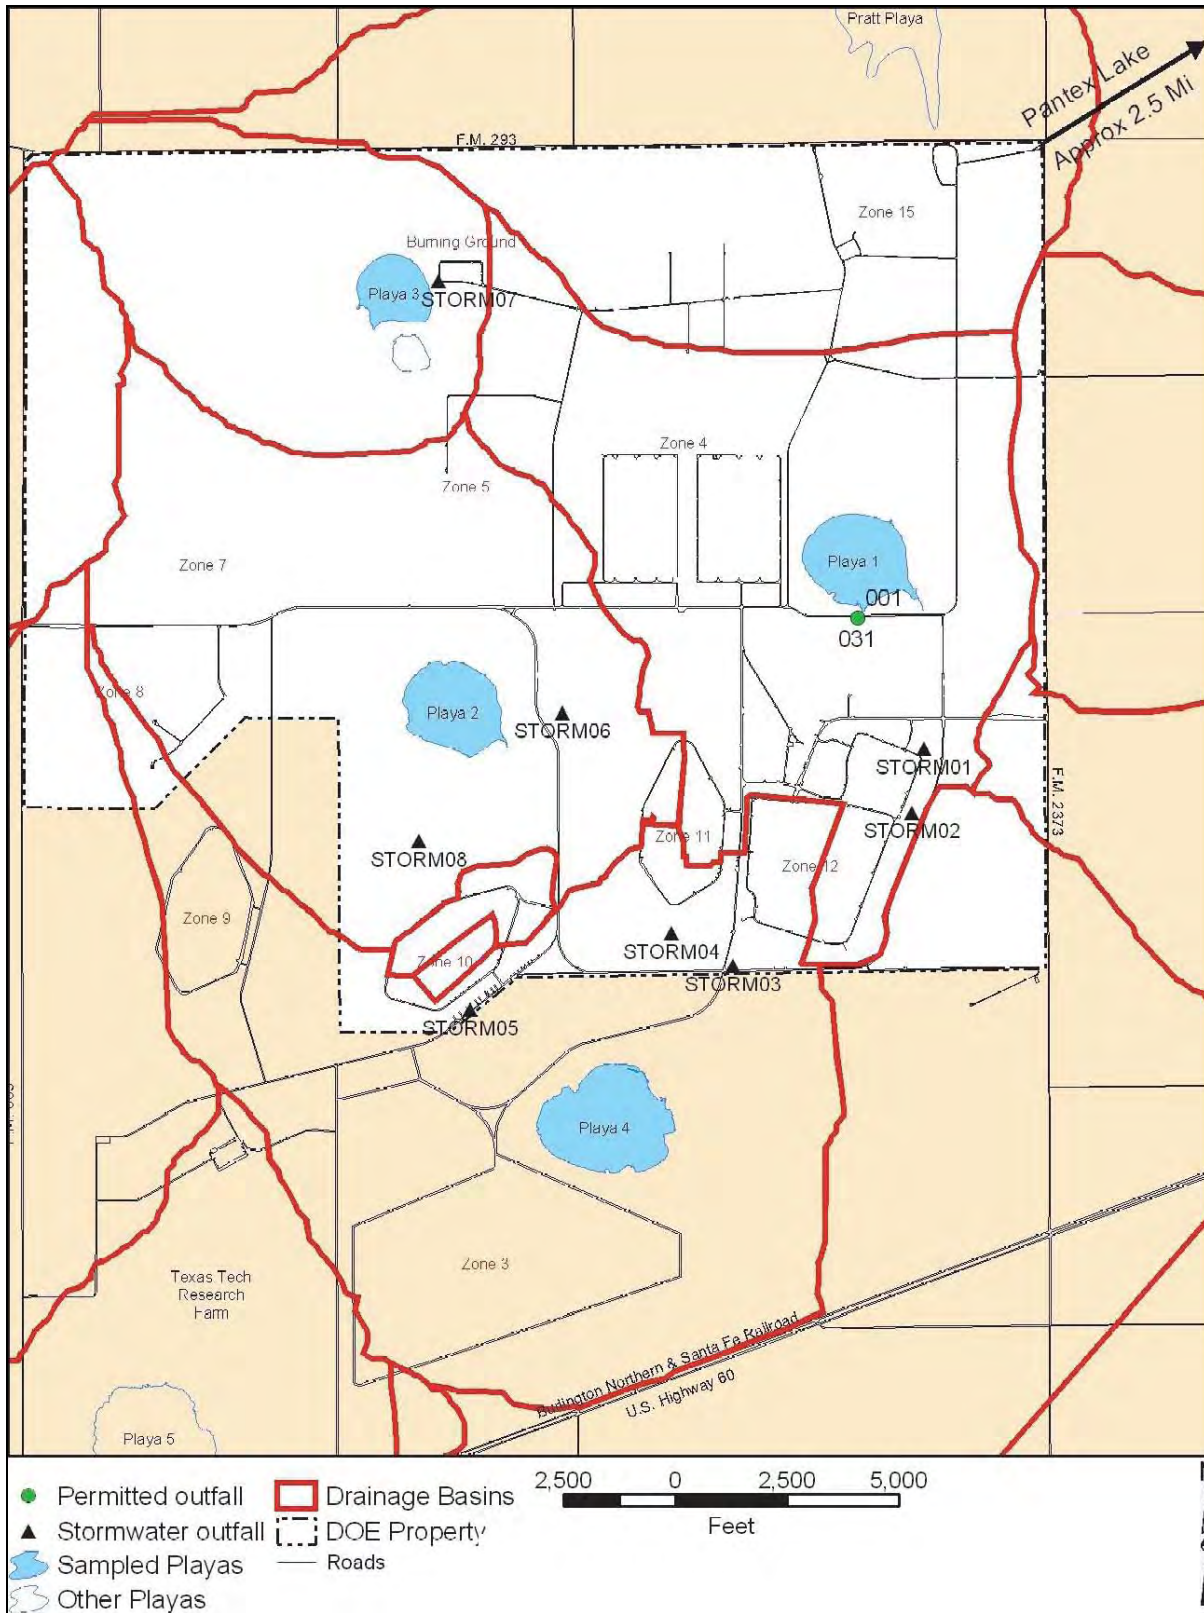 Pratt Playa
Pantex Lake
Approx 2.5 Mi
F.M. 293
Zone 15
Burning Ground
Playa 3
STORM07
Zone 4
Zone 5
Zone 7
Playa 1
001
031
Zone 8
Playa 2
STORM06
STORM01
F.M. 2373
STORM02
Zone 11
STORM08
Zone 12
Zone 9
STORM04
Zone 10
STORM03
STORM05
Playa 4
Zone 3
Texas Tech
Research
Farm
Burlington Northern & Santa Fe Railroad
U.S. Highway 60
Playa 5
Permitted outfall
Drainage Basins
2,500 0 2,500 5,000
Stormwater outfall
DOE Property
Feet
Sampled Playas
Roads
Other Playas